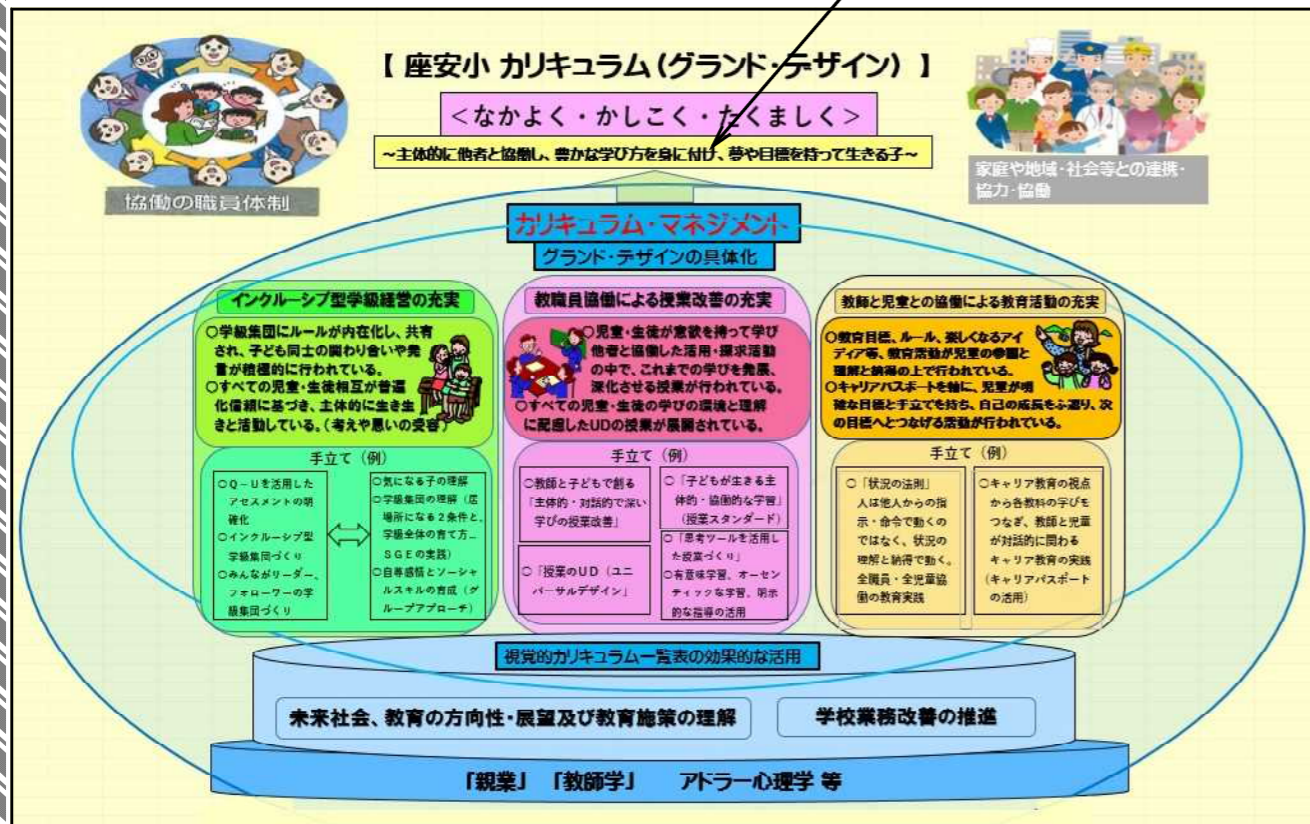 【 座安小 カリキュラム(グランド・デザイン) 】
＜なかよく・かしこく・たくましく＞
～主体的に他者と協働し、豊かな学び方を身に付け、夢や目標を持って生きる子～
協働の職員体制
家庭や地域・社会等との連携・
協力・協働
カリキュラム・マネジメント
グランド・デザインの具体化
インクルーシブ型学級経営の充実
○学級集団にルールが内在化し、共有
され、子ども同士の関わり合いや発
言が積極的に行われている。
○すべての児童・生徒相互が普遍
化信頼に基づき、主体的に生き生
きと活動している。(考えや思いの受容)
手立て（例）
○Q－Uを活用した
アセスメントの明
確化
○インクルーシブ型
学級集団づくり
○みんながリーダー、
フォロワーの学
級集団づくり
○気になる子の理解
○学級集団の理解（居
場所になる2条件と、
学級全体の育て方…
SGEの実践）
○自尊感情とソーシャ
ルスキルの育成（グ
ループアプローチ）
教職員協働による授業改善の充実
○児童・生徒が意欲を持って学び
他者と協働した活用・探求活動
の中で、これまでの学びを発展、
深化させる授業が行われている。
○すべての児童・生徒の学びの環境と理解
に配慮したUDの授業が展開されている。
手立て（例）
○教師と子どもで創る
「主体的・対話的で深い
学びの授業改善」
○「授業のUD（ユニ
バーサルデザイン」
○「子どもが生きる主
体的・協働的な学習」
（授業スタンダード）
○「思考ツールを活用し
た授業づくり」
○有意味学習、オーセン
ティックな学習、明示
的な指導の活用
教師と児童との協働による教育活動の充実
○教育目標、ルール、楽しくなるアイ
ディア等、教育活動が児童の参画と
理解と納得の上で行われている。
○キャリアパスポートを軸に、児童が明
確な目標と手立てを持ち、自己の成長をふ返り、次
の目標へとつなげる活動が行われている。
手立て（例）
○「状況の法則」
人は他人からの指
示・命令で動くの
ではなく、状況の
理解と納得で動く。
全職員・全児童協
働の教育実践
○キャリア教育の視点
から各教科の学びを
つなぎ、教師と児童
が対話的に関わる
キャリア教育の実践
(キャリアパスポート
の活用)
視覚的カリキュラム一覧表の効果的な活用
未来社会、教育の方向性・展望及び教育施策の理解
学校業務改善の推進
「親業」 「教師学」 アドラー心理学 等